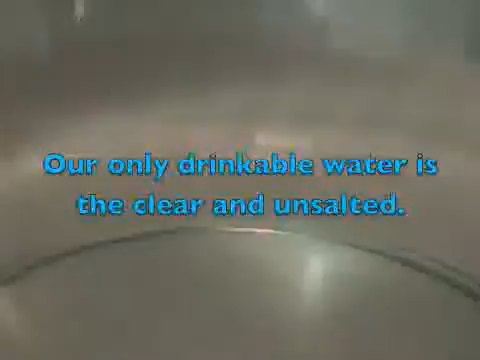 Our only drinkable water is
the clear and unsalted.